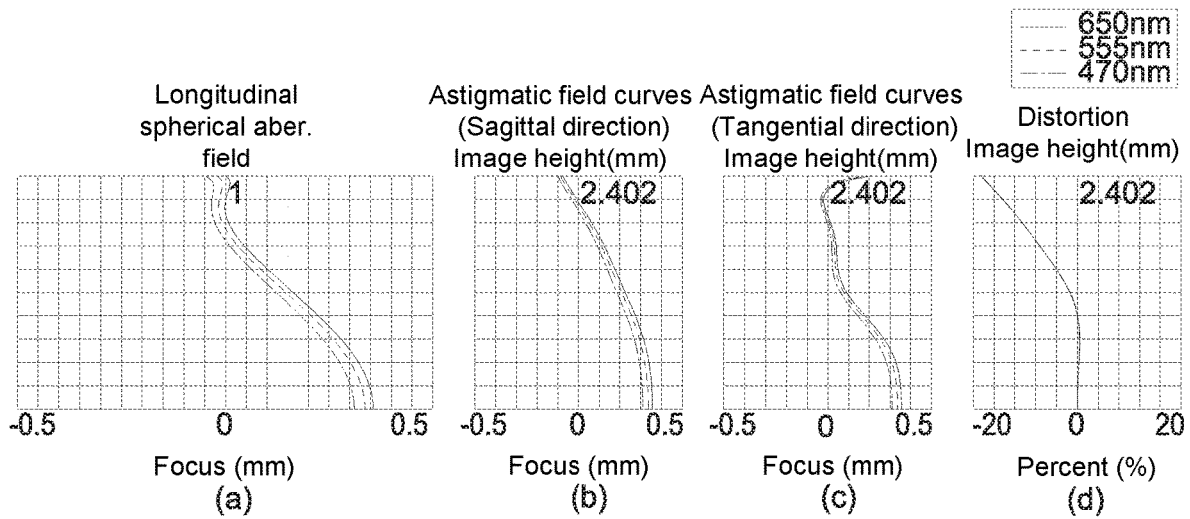 650nm
555nm
470nm
Longitudinal
spherical aber.
field
Astigmatic field curves
(Sagittal direction)
Image height(mm)
Astigmatic field curves
(Tangential direction)
Image height(mm)
Distortion
Image height(mm)
1
2.402
2.402
2.402
-0.5 0 0.5
-0.5 0 0.5
-0.5 0 0.5
-20 0 20
Focus (mm)
Focus (mm)
Focus (mm)
Percent (%)
(a)
(b)
(c)
(d)